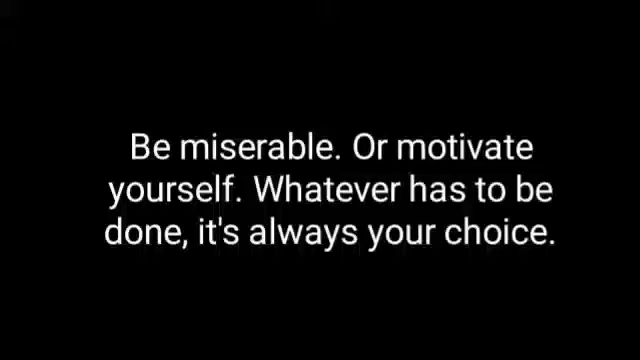 Be miserable. Or motivate
yourself. Whatever has to be
done, it's always your choice.